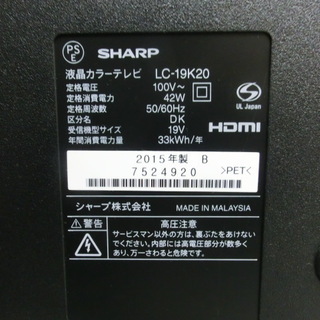 PS
E
SHARP
液晶カラーテレビ LC-19K20
定格電圧 100V~
定格消費電力 42W
定格周波数 50/60Hz
区分名 DK
受信機型サイズ 19V
年間消費電力量 33kWh/年
UL Japan
HDMI
2015年製 B
7524920
>PET<
シャープ株式会社 MADE IN MALAYSIA
⚠警告 高圧注意
サービスマン以外の方は、裏ぶたをあけないでください。内部には高電圧部分が数多くあり、万一さわると危険です。